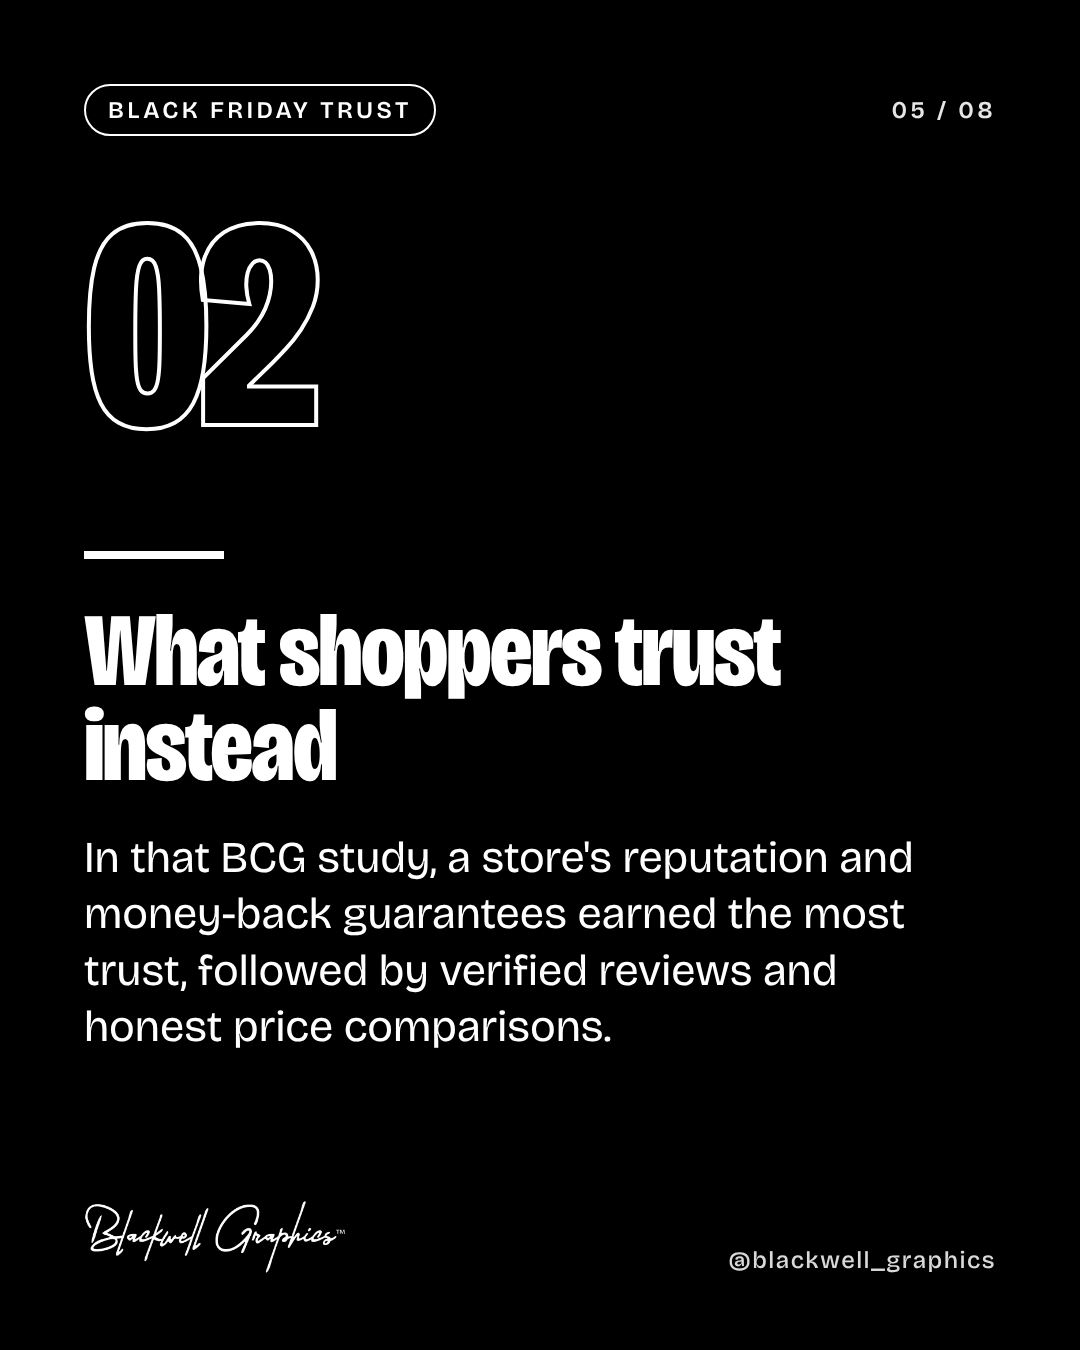 BLACK FRIDAY TRUST
05 / 08
02
What shoppers trust
instead
In that BCG study, a store's reputation and
money-back guarantees earned the most
trust, followed by verified reviews and
honest price comparisons.
Blackwell Graphics™
@blackwell_graphics